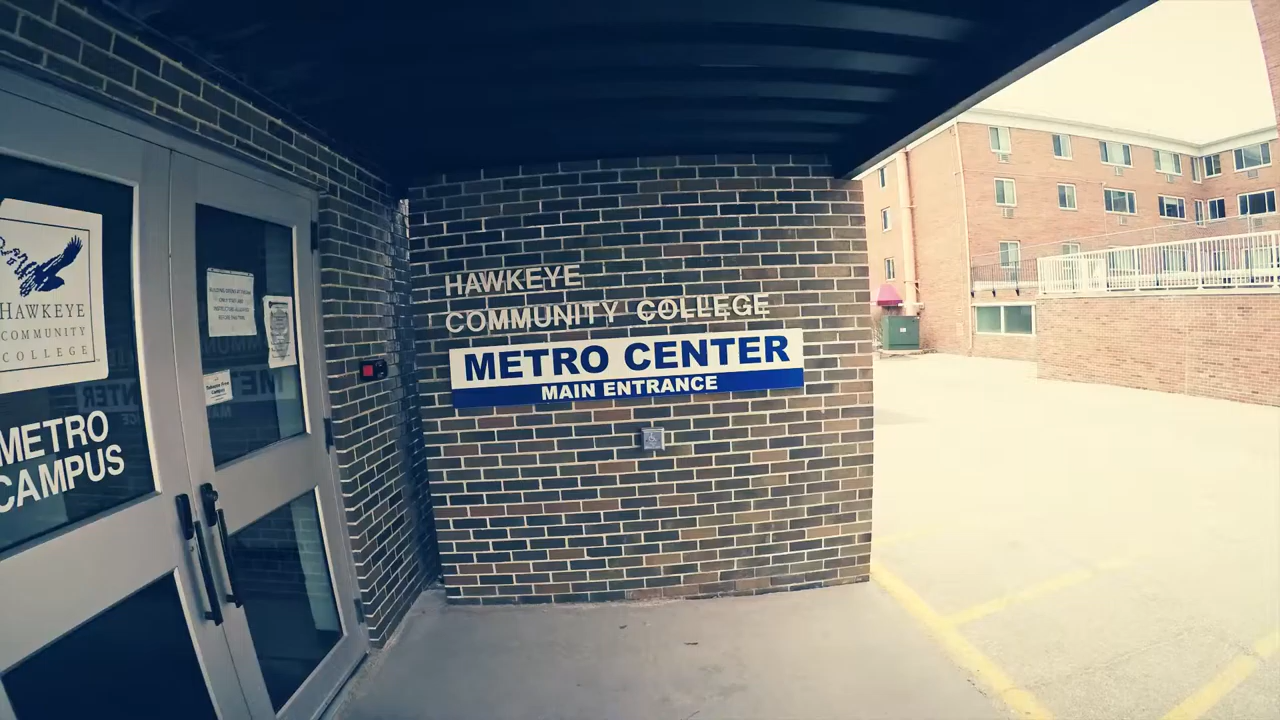 HAWKEYE
COMMUNITY
COLLEGE
METRO
CAMPUS
HAWKEYE
COMMUNITY COLLEGE
METRO CENTER
MAIN ENTRANCE